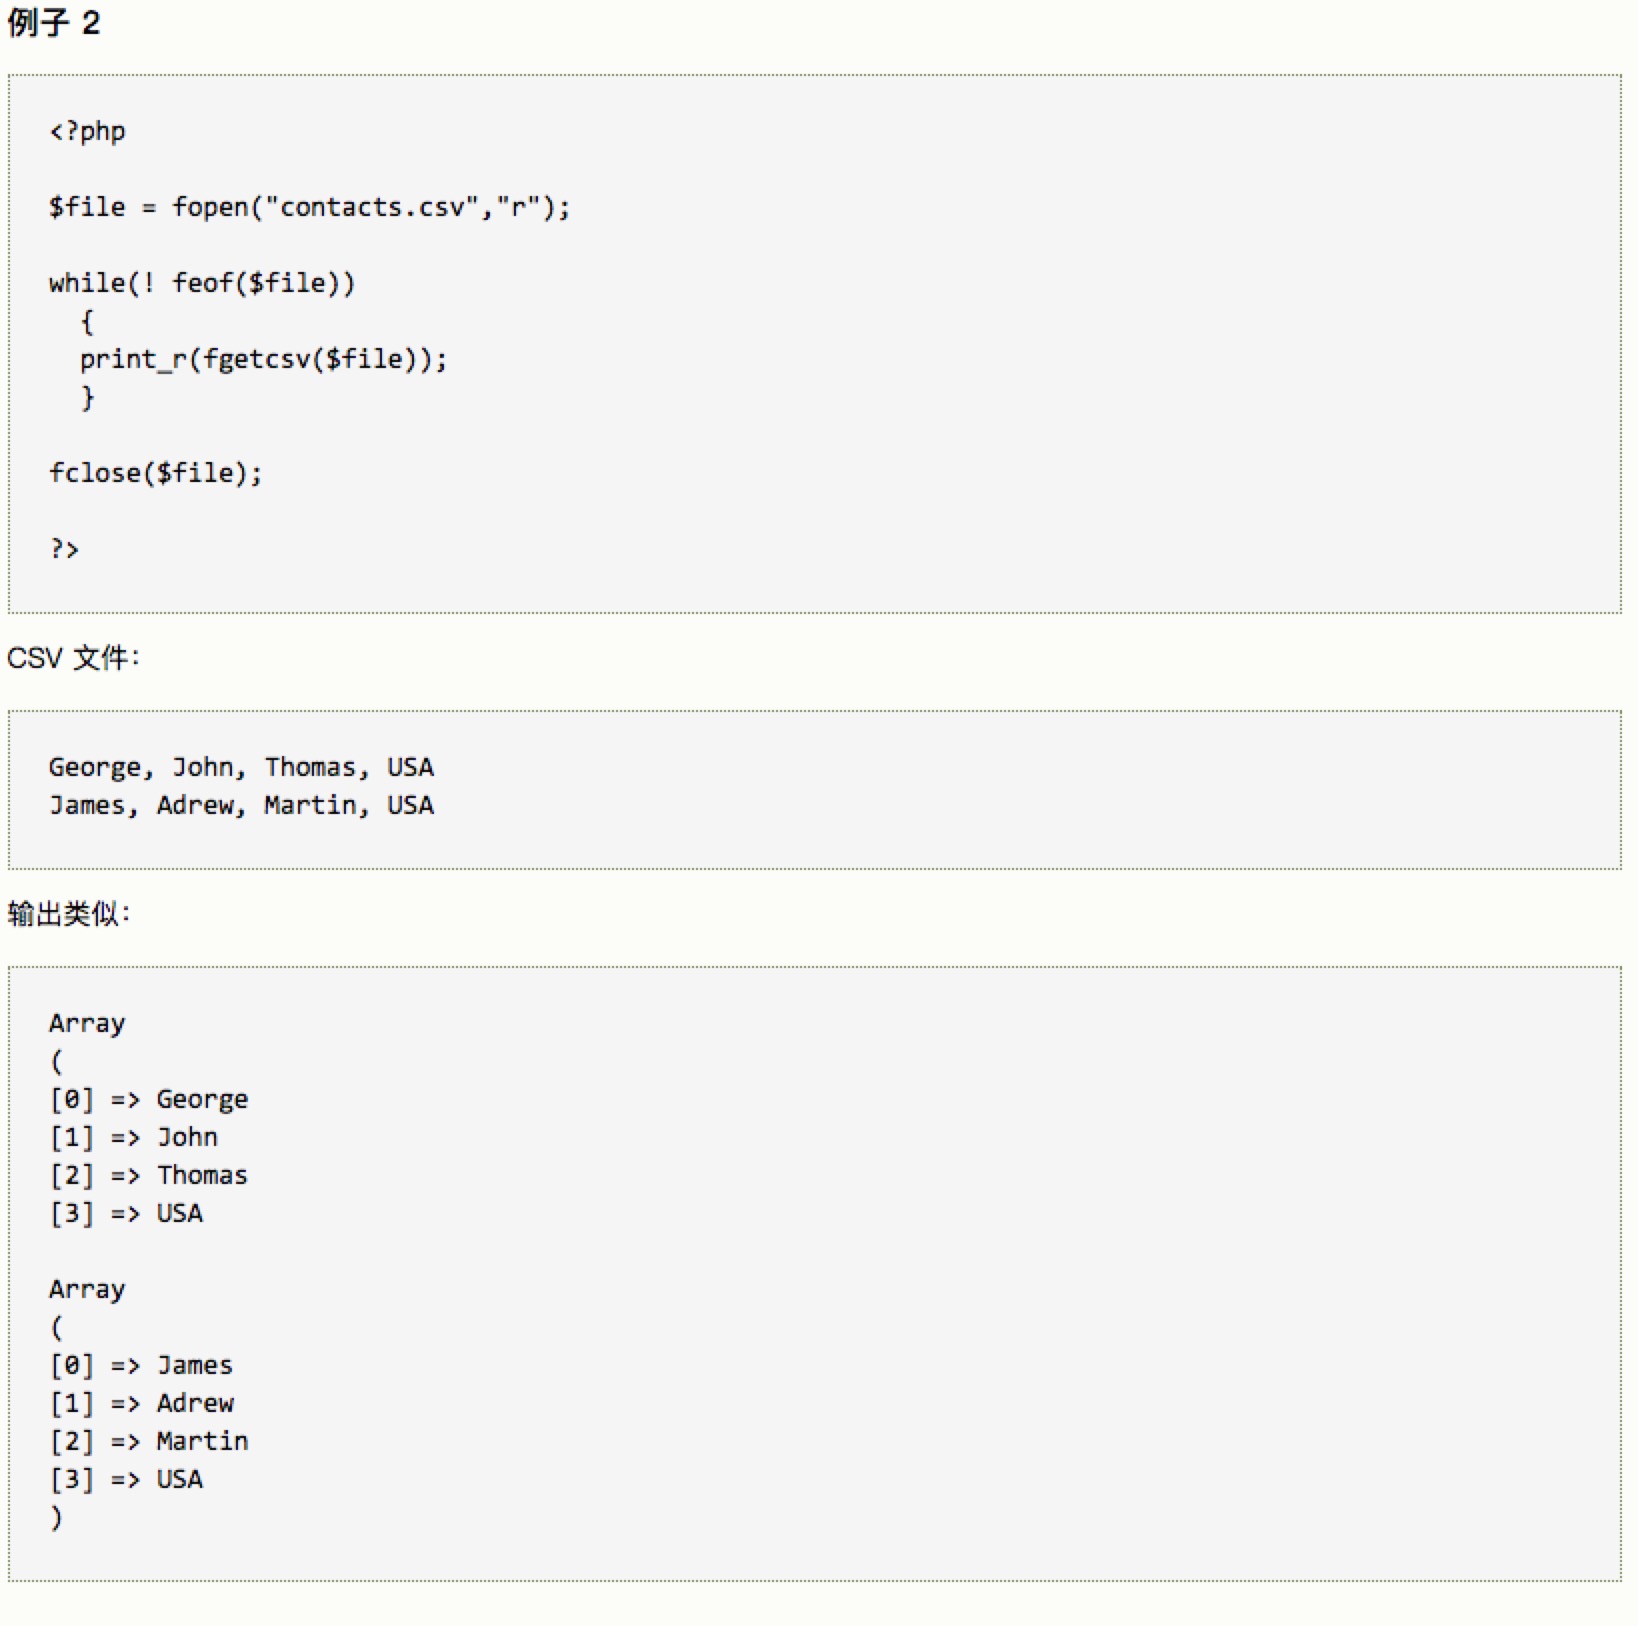 例子 2
<?php
$file = fopen("contacts.csv","r");
while(! feof($file))
{
print_r(fgetcsv($file));
}
fclose($file);
?>
CSV 文件：
George, John, Thomas, USA
James, Adrew, Martin, USA
输出类似：
Array
(
[0] => George
[1] => John
[2] => Thomas
[3] => USA
Array
(
[0] => James
[1] => Adrew
[2] => Martin
[3] => USA
)